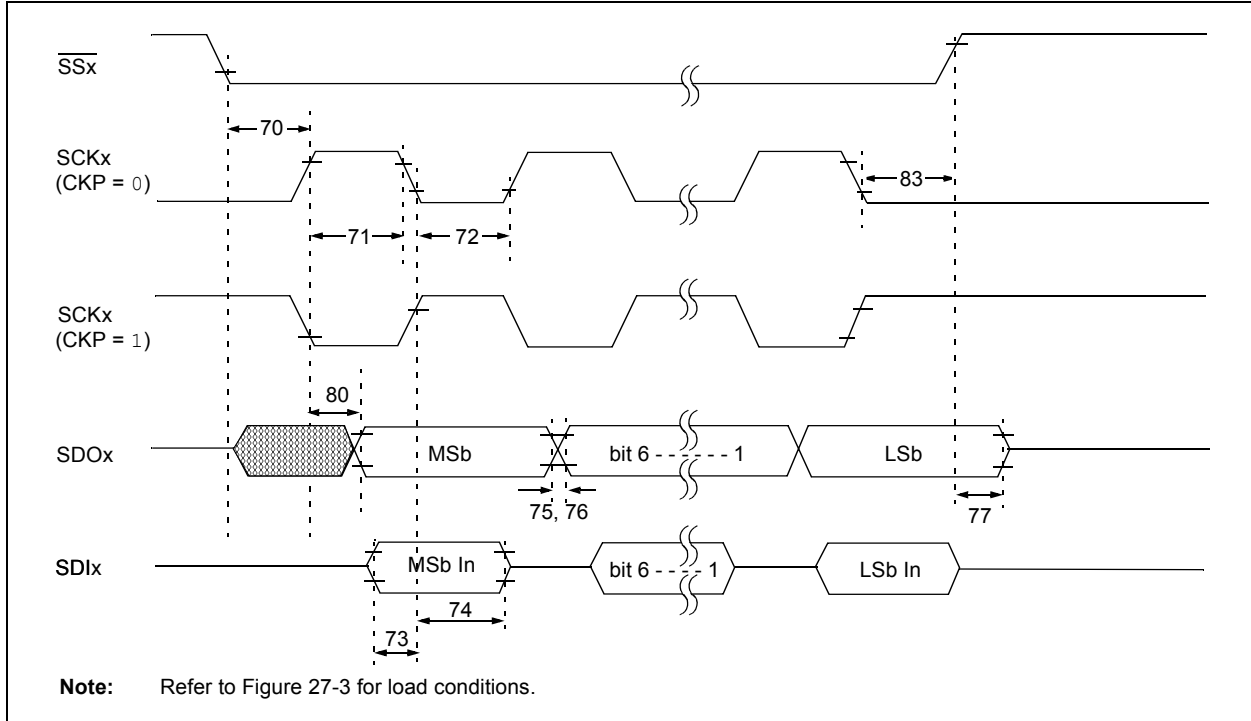 SSx
70
SCKx
(CKP = 0)
83
71
72
SCKx
(CKP = 1)
80
SDOx
MSb
bit 6 - - - - - - 1
LSb
75, 76
77
SDIx
MSb In
bit 6 - - - - 1
LSb In
74
73
Note: Refer to Figure 27-3 for load conditions.